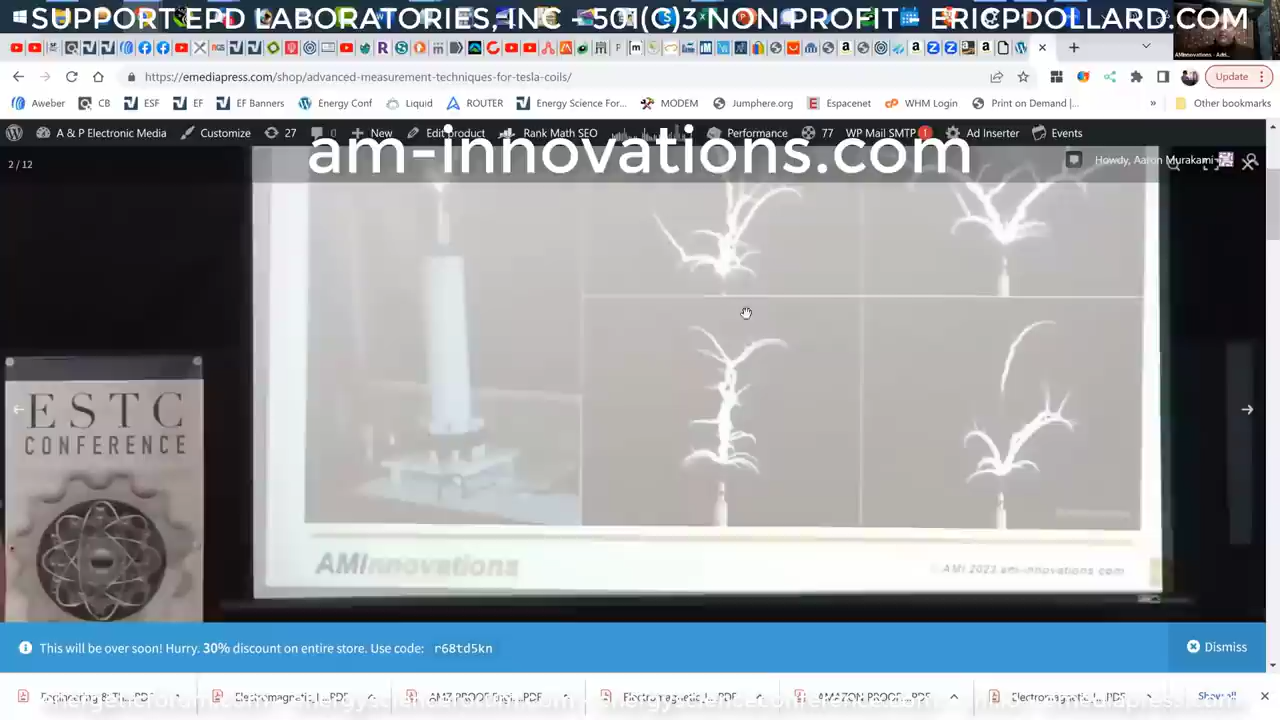 SUPPORT EPD LABORATORIES, INC - 501(C)3 NON PROFIT - ERICPDOLLARD.COM
https://emediapress.com/shop/advanced-measurement-techniques-for-tesla-coils/
Update
Aweber
CB
ESF
EF
EF Banners
Energy Conf
Liquid
ROUTER
Energy Science For...
MODEM
Jumphere.org
Espacenet
WHM Login
Print on Demand |...
Other bookmarks
A & P Electronic Media
Customize
27
0
New
Edit product
Rank Math SEO
Performance
77
WP Mail SMTP
Ad Inserter
Events
am-innovations.com
2 / 12
Howdy, Aaron Murakami
ESTC
CONFERENCE
AMInnovations
© AMI 2023 am-innovations.com
This will be over soon! Hurry. 30% discount on entire store. Use code: r68td5kn
Dismiss
Electromagnetic_I....PDF
AMAZON PROOF...PDF
Electromagnetic_I....PDF
Show all